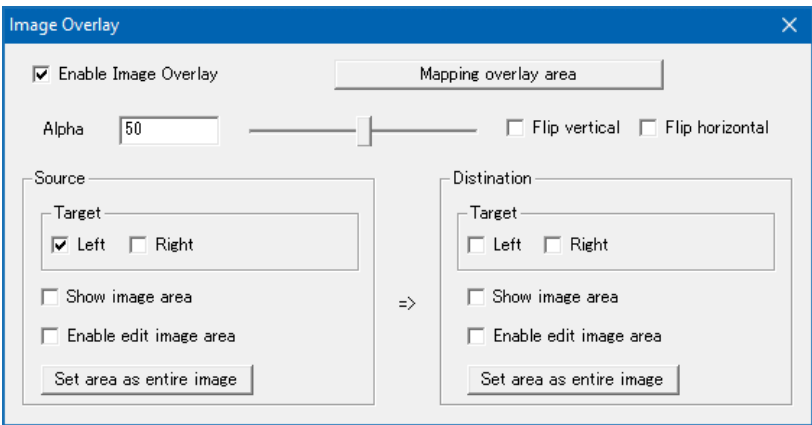 Image Overlay
Enable Image Overlay
Mapping overlay area
Alpha
50
Flip vertical
Flip horizontal
Source
Target
Left
Right
Show image area
Enable edit image area
Set area as entire image
=>
Distination
Target
Left
Right
Show image area
Enable edit image area
Set area as entire image